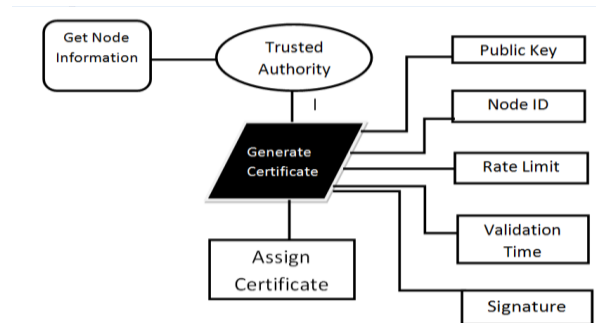 Get Node
Information
Trusted
Authority
Public Key
Node ID
Generate
Certificate
Rate Limit
Validation
Time
Assign
Certificate
Signature